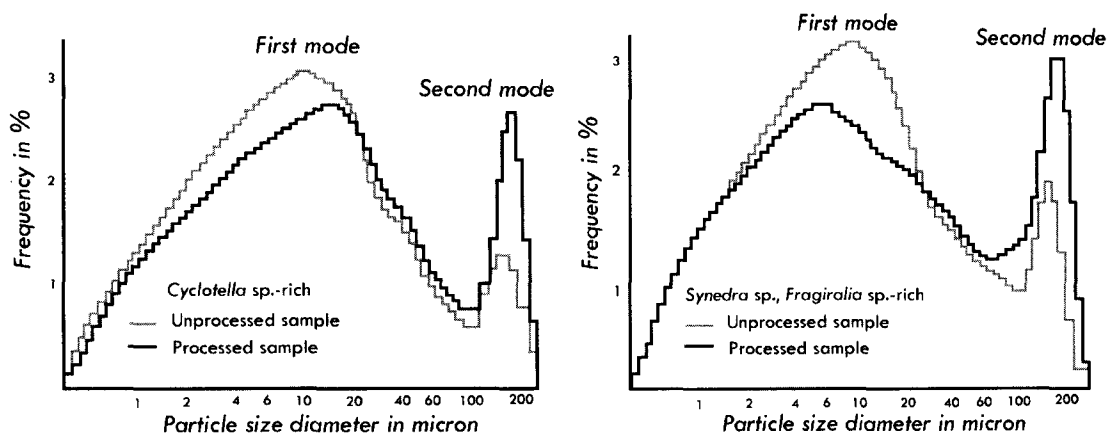 First mode
Second mode
Frequency in %
3
2
1
Cyclotella sp.-rich
Unprocessed sample
Processed sample
1 2 4 6 10 20 40 60 100 200
Particle size diameter in micron
First mode
Second mode
Frequency in %
3
2
1
Synedra sp., Fragiralia sp.-rich
Unprocessed sample
Processed sample
1 2 4 6 10 20 40 60 100 200
Particle size diameter in micron